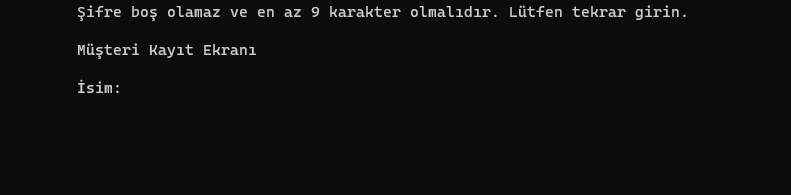 Şifre boş olamaz ve en az 9 karakter olmalıdır. Lütfen tekrar girin.
Müşteri Kayıt Ekranı
İsim: